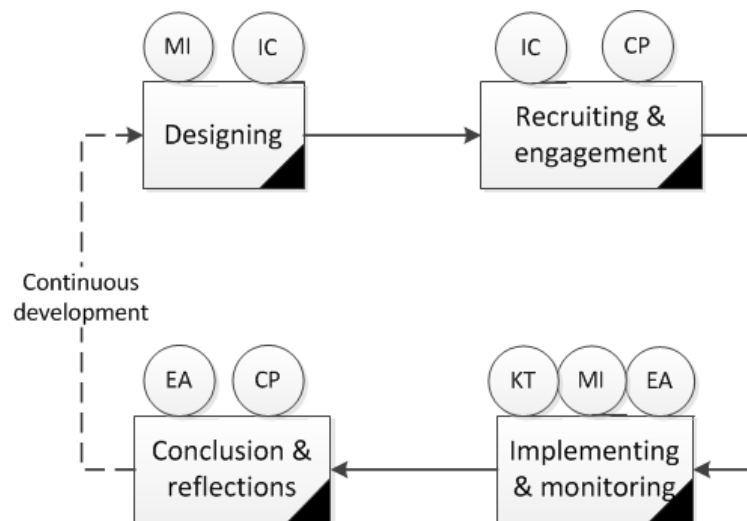 MI
IC
Designing
IC
CP
Recruiting &
engagement
Continuous
development
EA
CP
Conclusion &
reflections
KT
MI
EA
Implementing
& monitoring